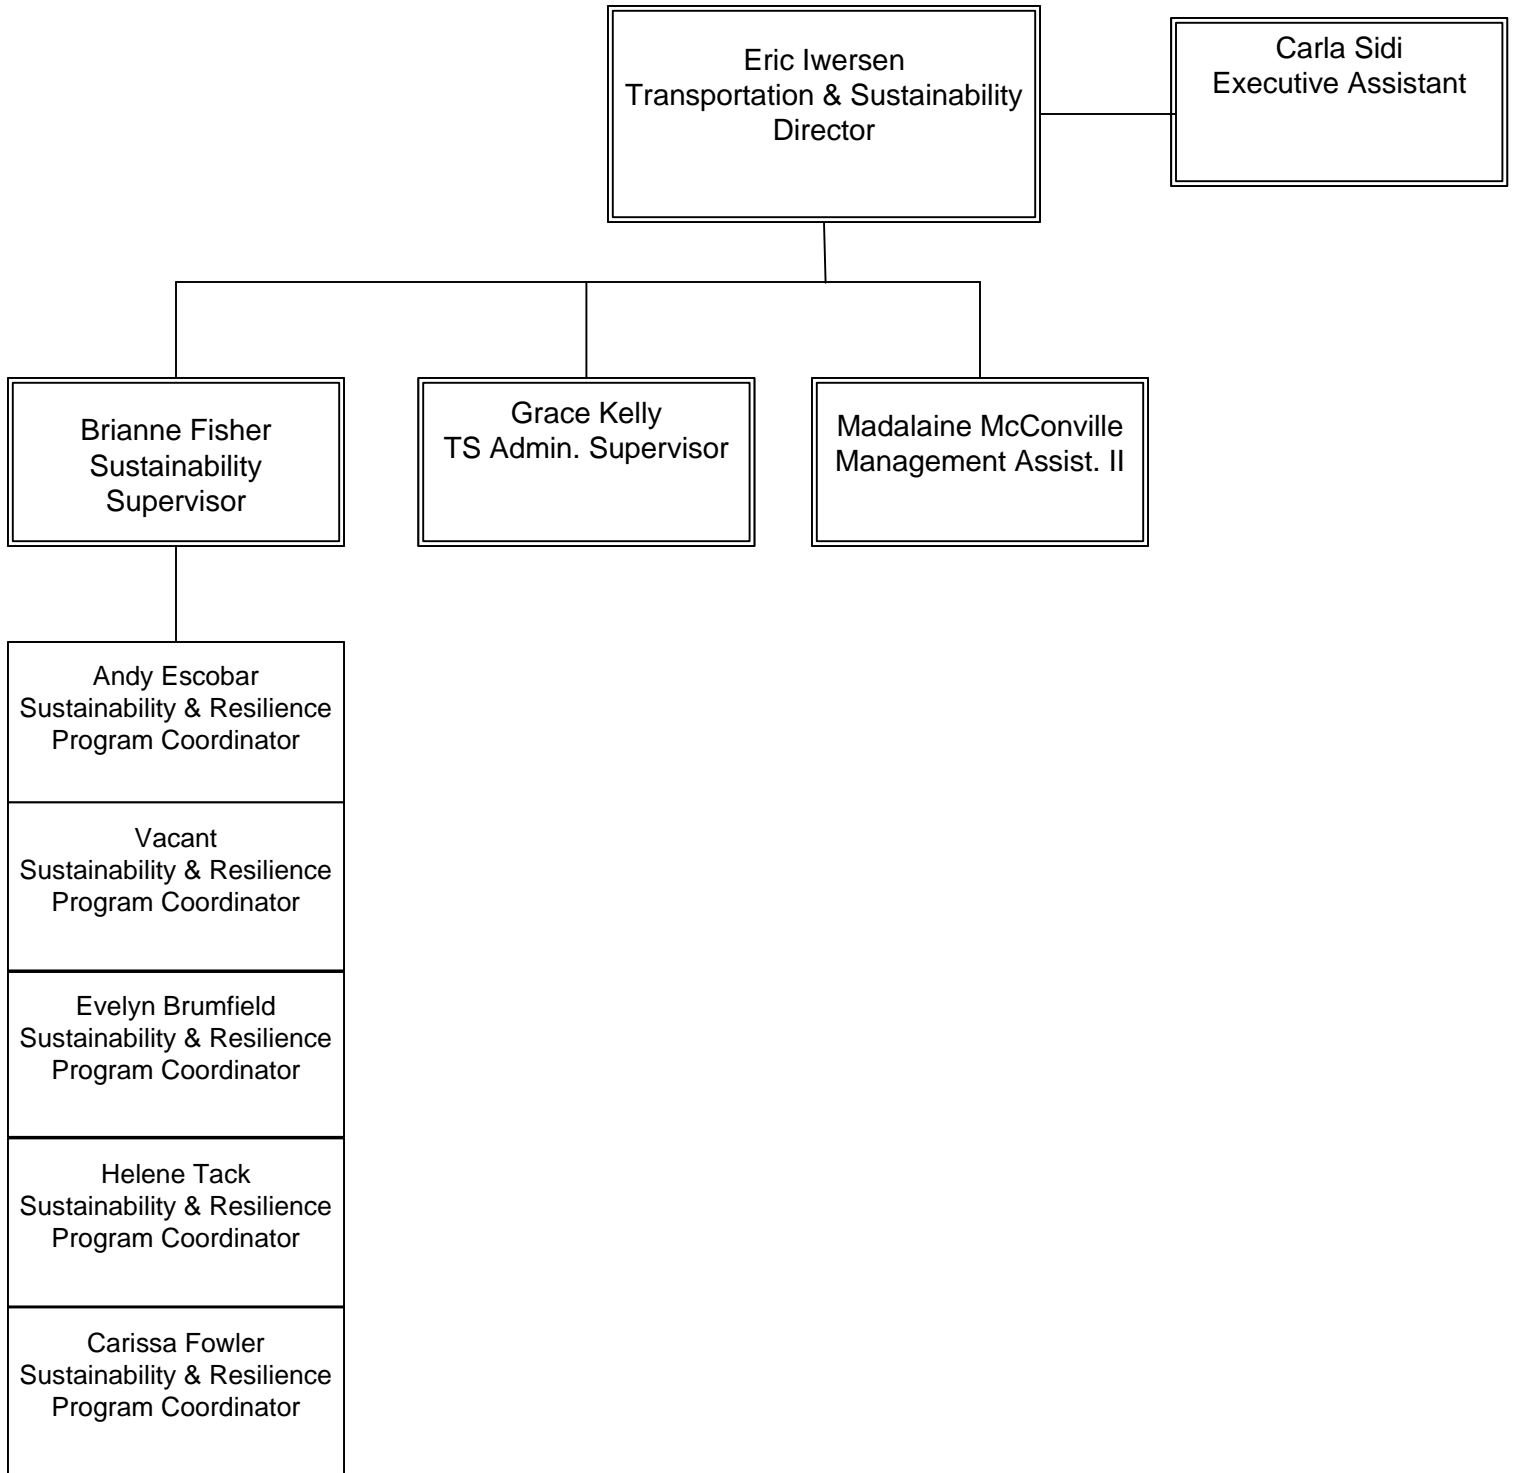 Eric Iwersen
Transportation & Sustainability
Director
Carla Sidi
Executive Assistant
Brianne Fisher
Sustainability
Supervisor
Grace Kelly
TS Admin. Supervisor
Madalaine McConville
Management Assist. II
Andy Escobar
Sustainability & Resilience
Program Coordinator
Vacant
Sustainability & Resilience
Program Coordinator
Evelyn Brumfield
Sustainability & Resilience
Program Coordinator
Helene Tack
Sustainability & Resilience
Program Coordinator
Carissa Fowler
Sustainability & Resilience
Program Coordinator